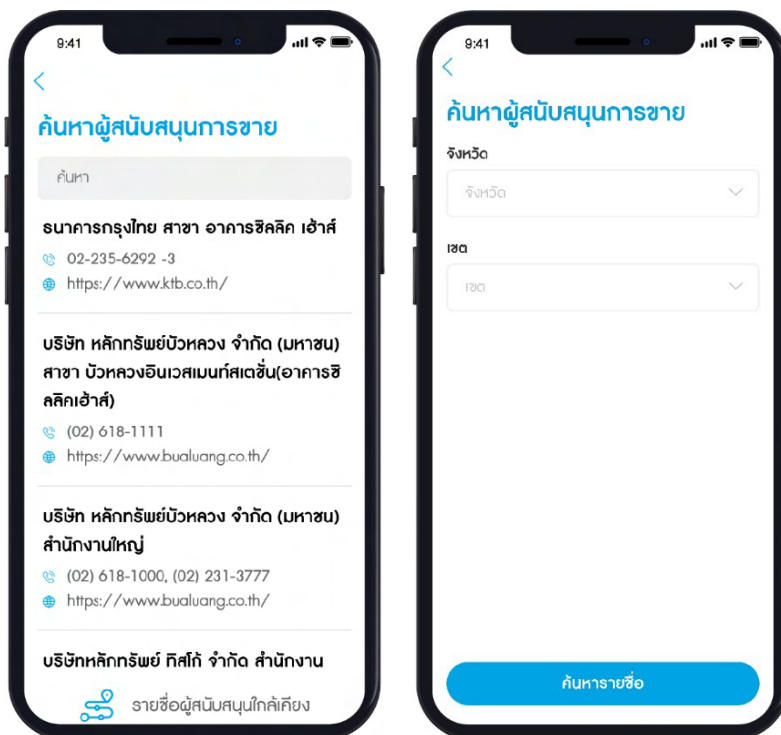 9:41
ค้นหาผู้สนับสนุนการขาย
ค้นหา
ธนาคารกรุงไทย สาขา อาคารซิลลิค เฮ้าส์
02-235-6292 -3
https://www.ktb.co.th/
บริษัท หลักทรัพย์บัวหลวง จำกัด (มหาชน)
สาขา บัวหลวงอินเวสเมนท์สเตชั่น(อาคารซิ
ลลิคเฮ้าส์)
(02) 618-1111
https://www.bualuang.co.th/
บริษัท หลักทรัพย์บัวหลวง จำกัด (มหาชน)
สำนักงานใหญ่
(02) 618-1000, (02) 231-3777
https://www.bualuang.co.th/
บริษัทหลักทรัพย์ ทิสโก้ จำกัด สำนักงาน
รายชื่อผู้สนับสนุนใกล้เคียง
9:41
ค้นหาผู้สนับสนุนการขาย
จังหวัด
จังหวัด
เขต
เขต
ค้นหารายชื่อ